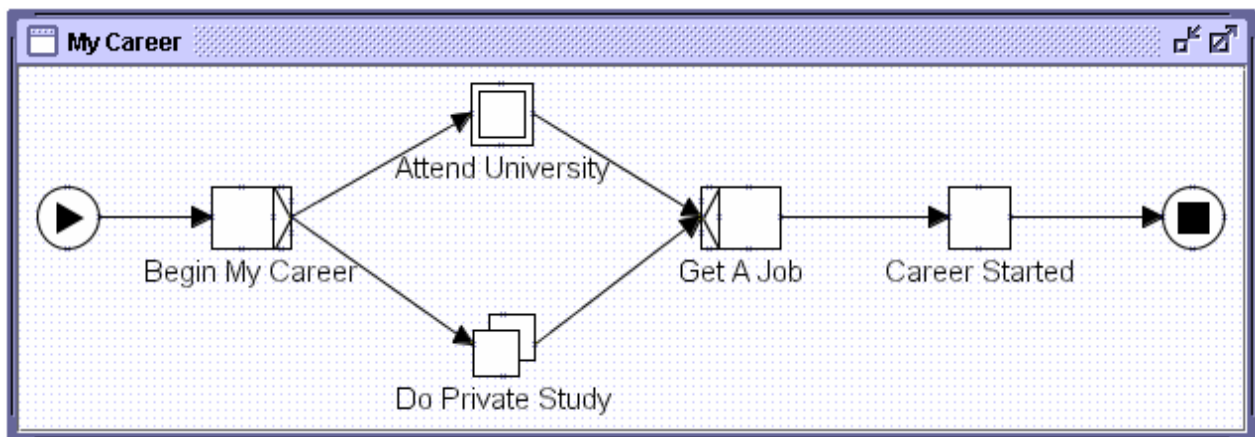 My Career
Attend University
Begin My Career
Get A Job
Career Started
Do Private Study